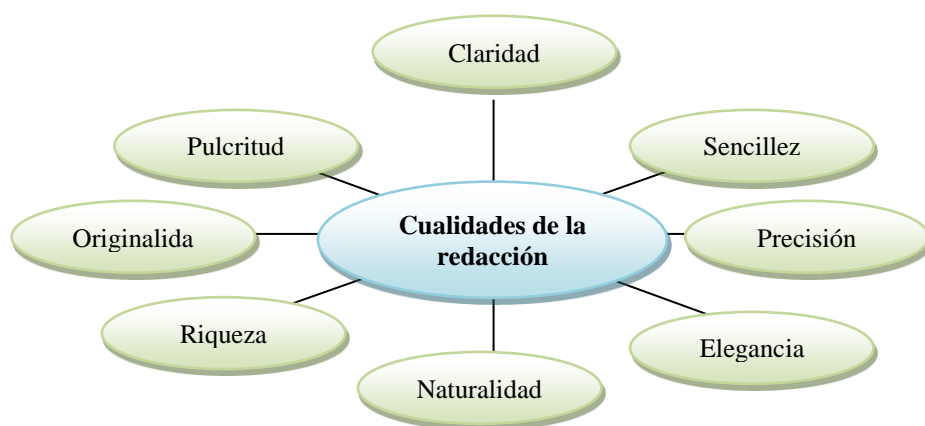 Claridad
Pulcritud
Sencillez
Originalida
Cualidades de la
redacción
Precisión
Riqueza
Elegancia
Naturalidad